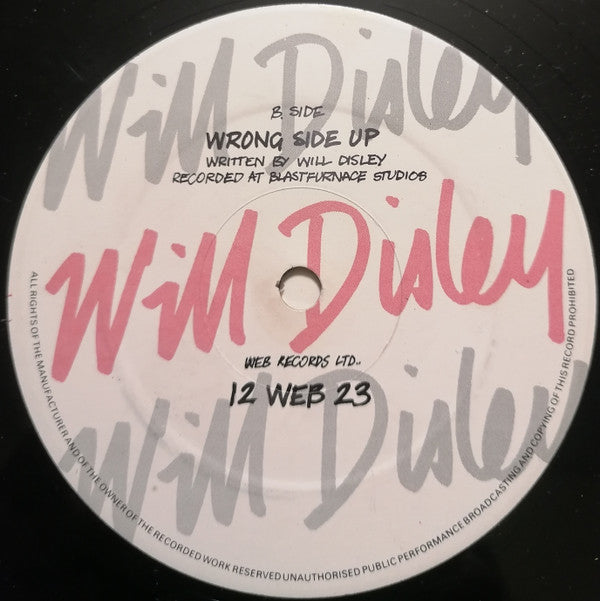 Will Disley
B. SIDE
WRONG SIDE UP
WRITTEN BY WILL DISLEY
RECORDED AT BLASTFURNACE STUDIOS
Will Disley
WEB RECORDS LTD..
12 WEB 23
Will Disley
ALL RIGHTS OF THE MANUFACTURER AND OF THE OWNER OF THE RECORDED WORK RESERVED UNAUTHORISED PUBLIC PERFORMANCE BROADCASTING AND COPYING OF THIS RECORD PROHIBITED